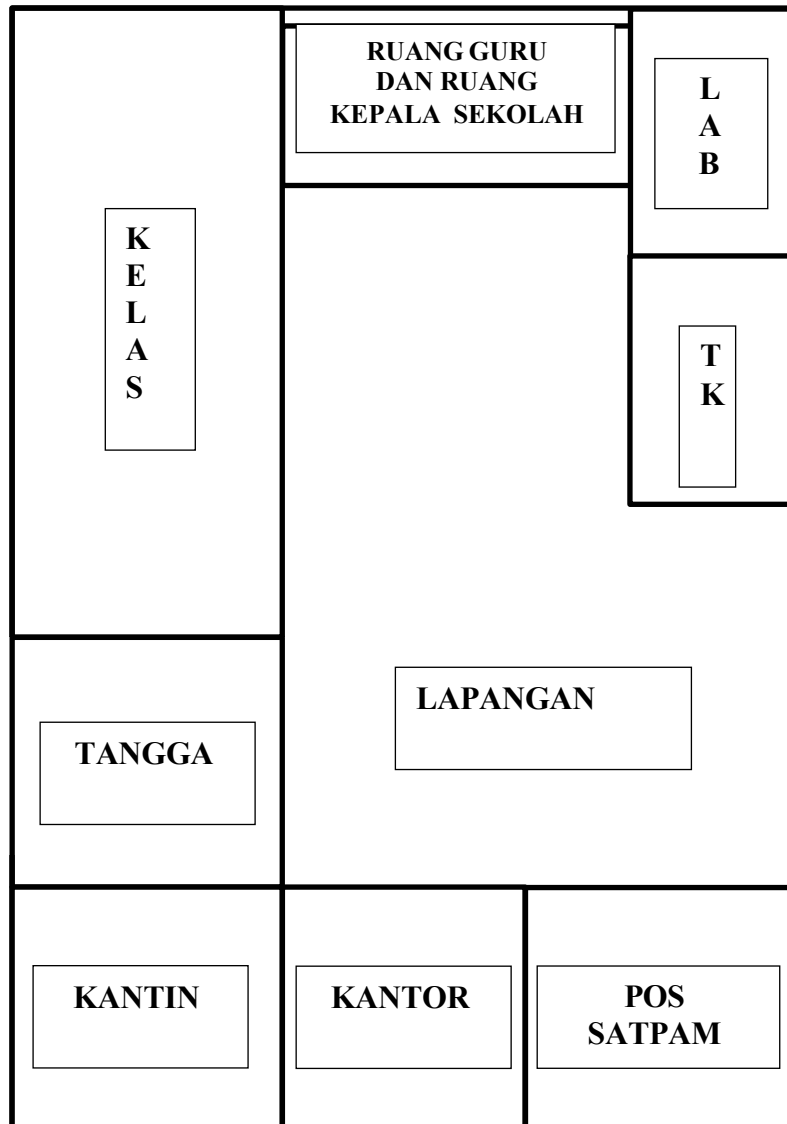 RUANG GURU
DAN RUANG
KEPALA SEKOLAH
L
A
B
K
E
L
A
S
T
K
LAPANGAN
TANGGA
KANTIN
KANTOR
POS
SATPAM